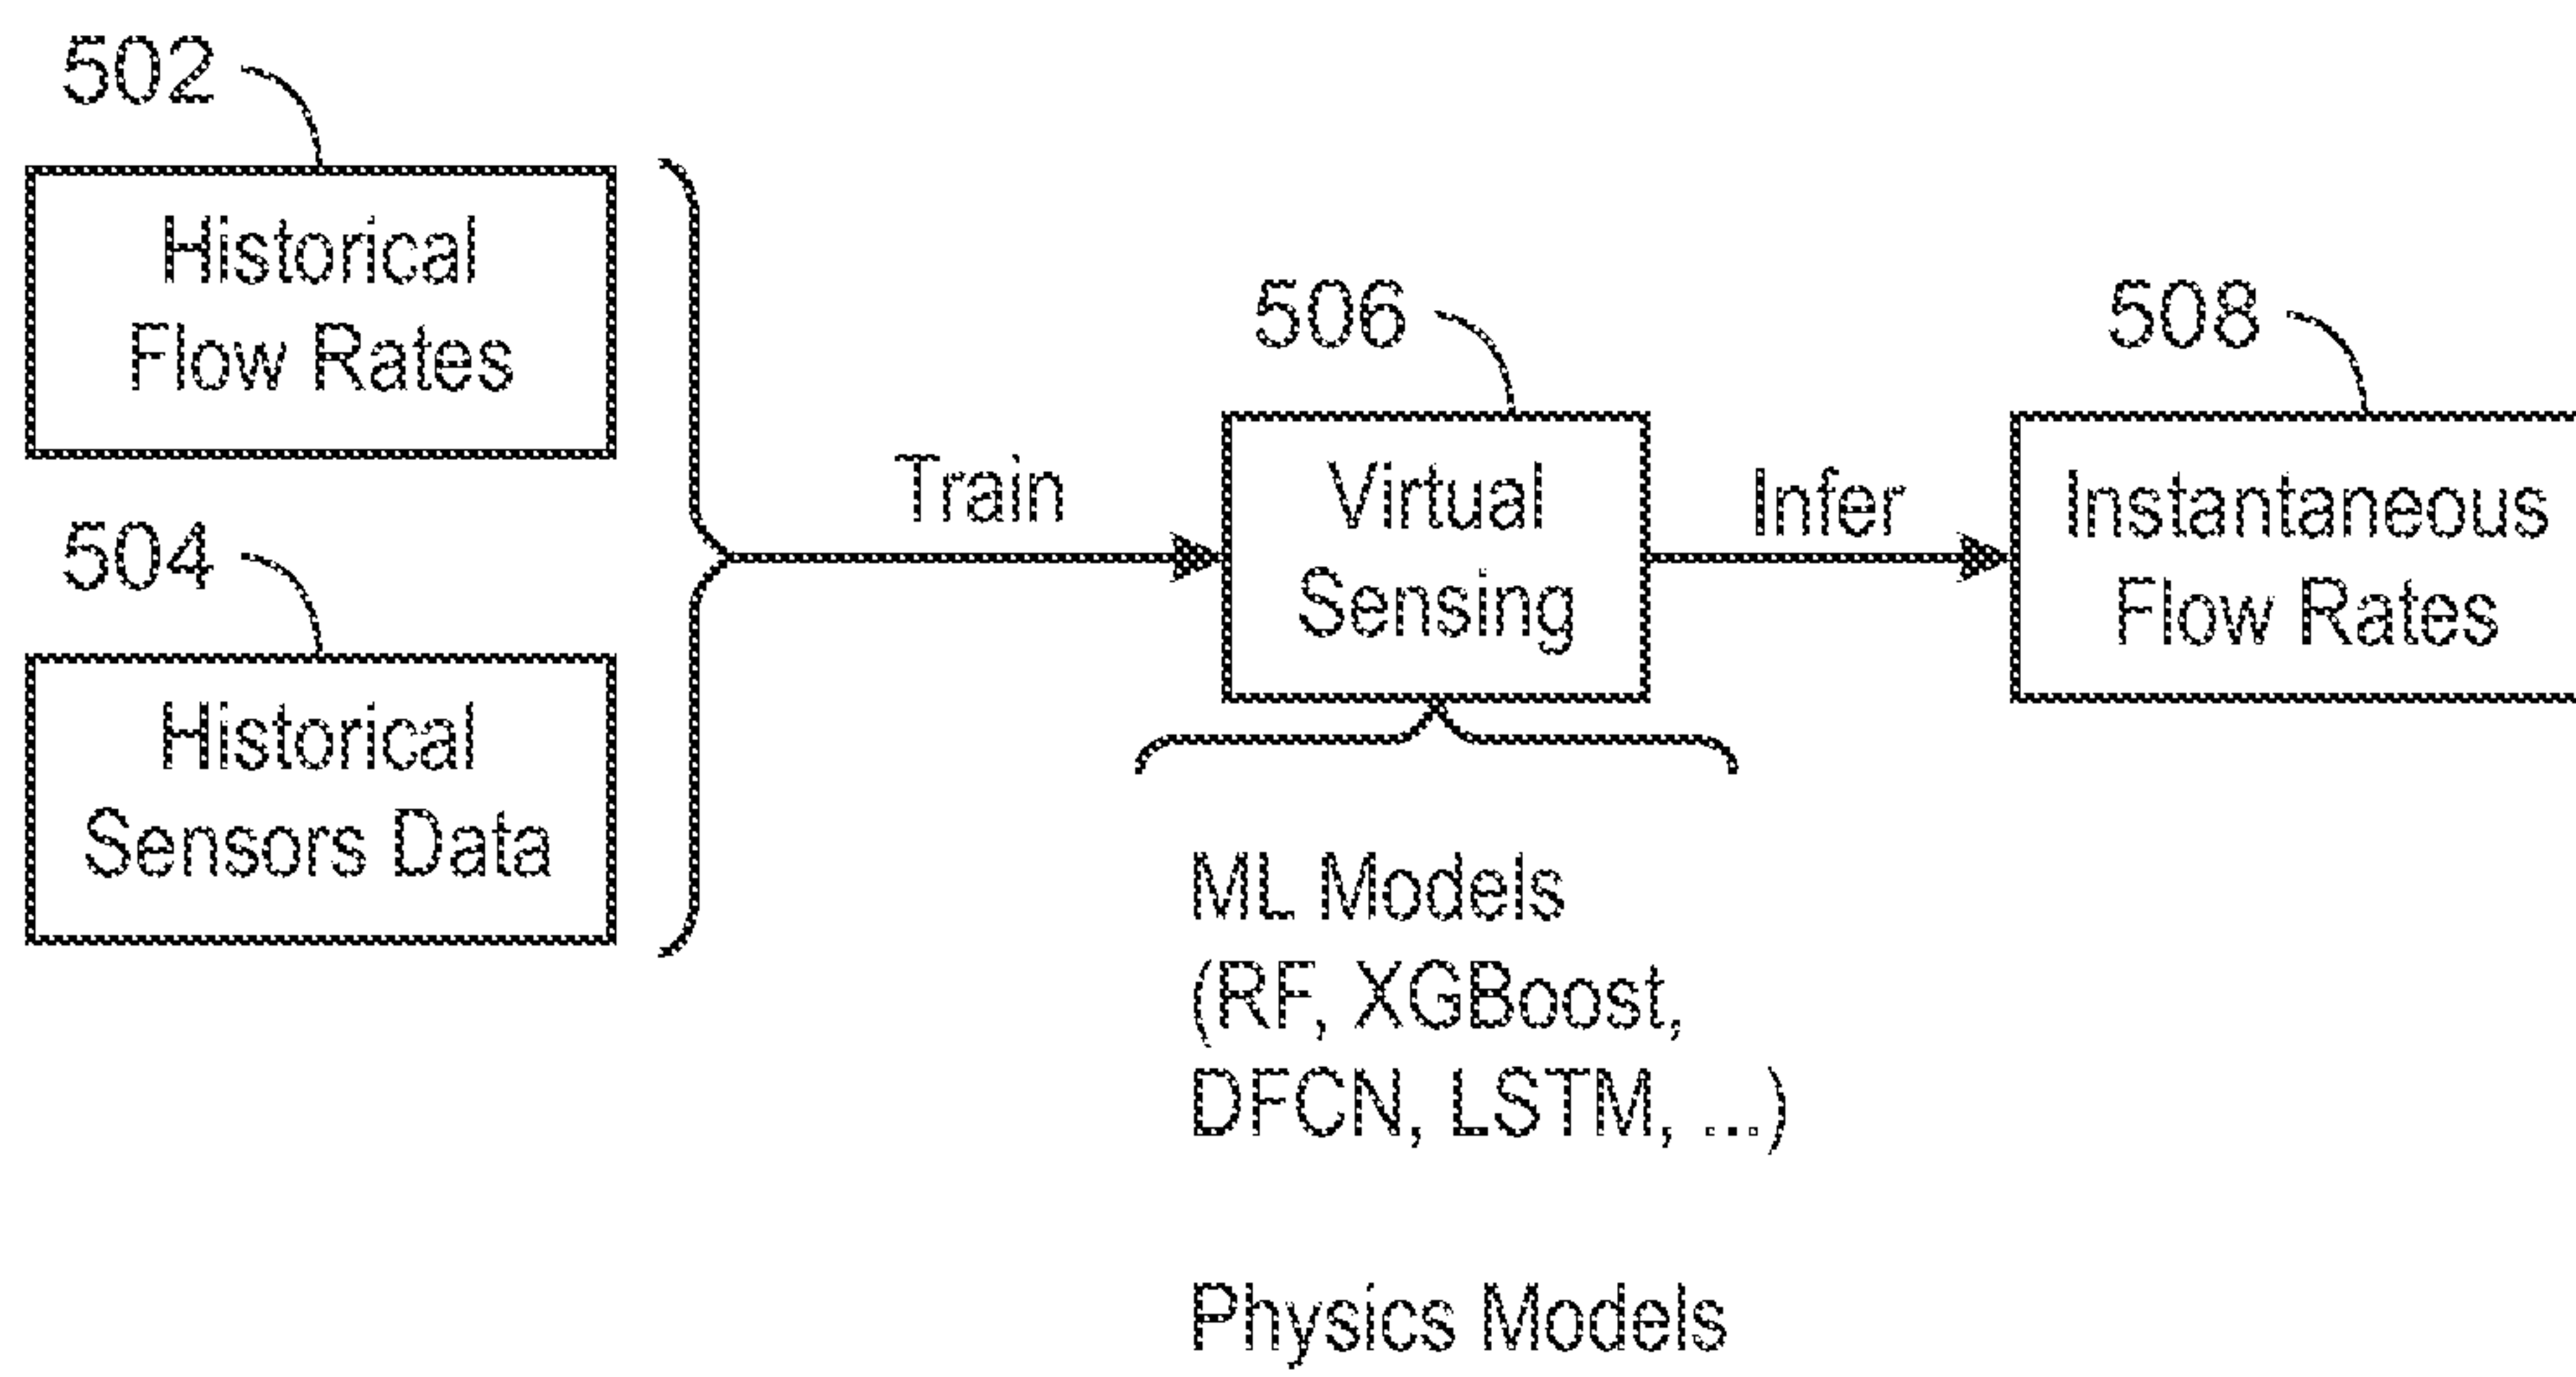 502
Historical
Flow Rates
504
Historical
Sensors Data
Train
506
Virtual
Sensing
Infer
508
Instantaneous
Flow Rates
ML Models
(RF, XGBoost,
DFCN, LSTM, ...)
Physics Models